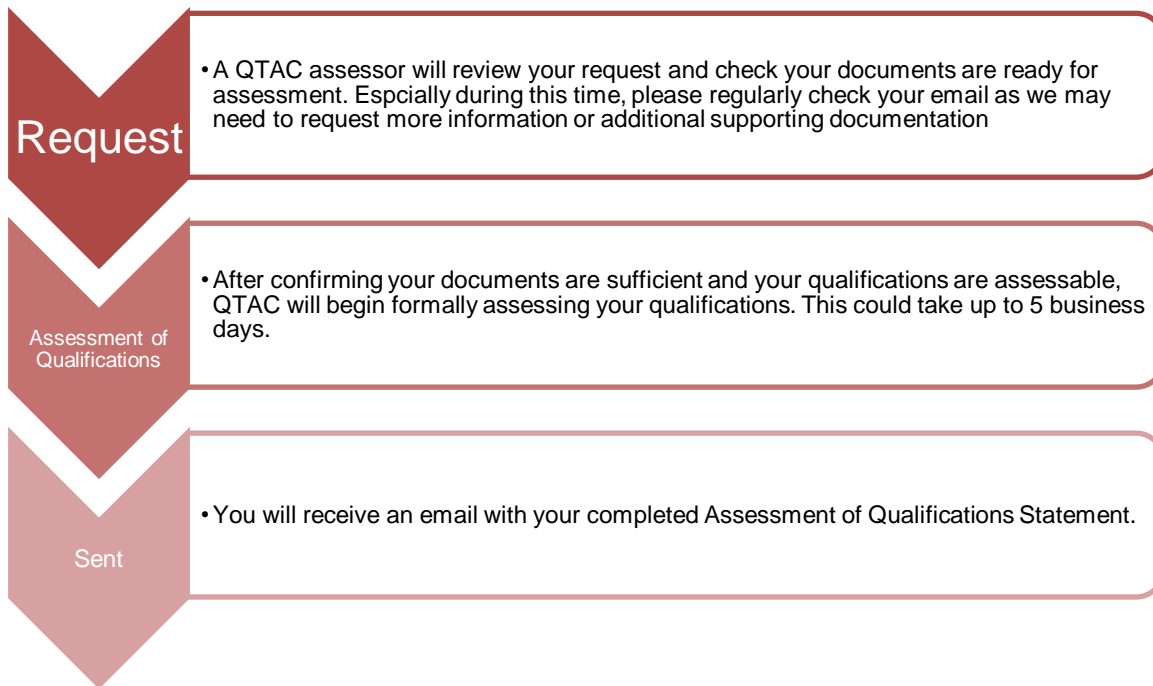 Request
• A QTAC assessor will review your request and check your documents are ready for
assessment. Espcially during this time, please regularly check your email as we may
need to request more information or additional supporting documentation
Assessment of
Qualifications
• After confirming your documents are sufficient and your qualifications are assessable,
QTAC will begin formally assessing your qualifications. This could take up to 5 business
days.
Sent
• You will receive an email with your completed Assessment of Qualifications Statement.